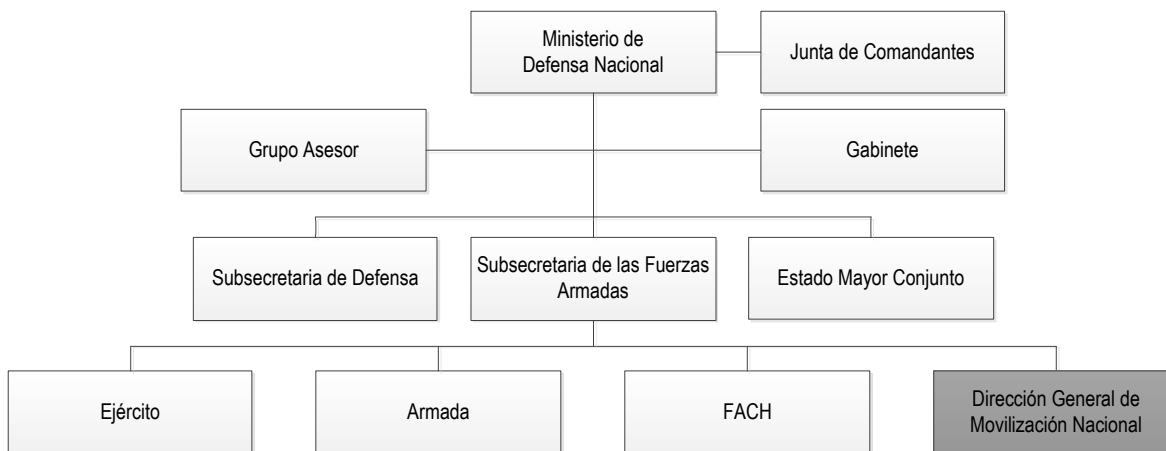 Ministerio de
Defensa Nacional
Junta de Comandantes
Grupo Asesor
Gabinete
Subsecretaria de Defensa
Subsecretaria de las Fuerzas
Armadas
Estado Mayor Conjunto
Ejército
Armada
FACH
Dirección General de
Movilización Nacional